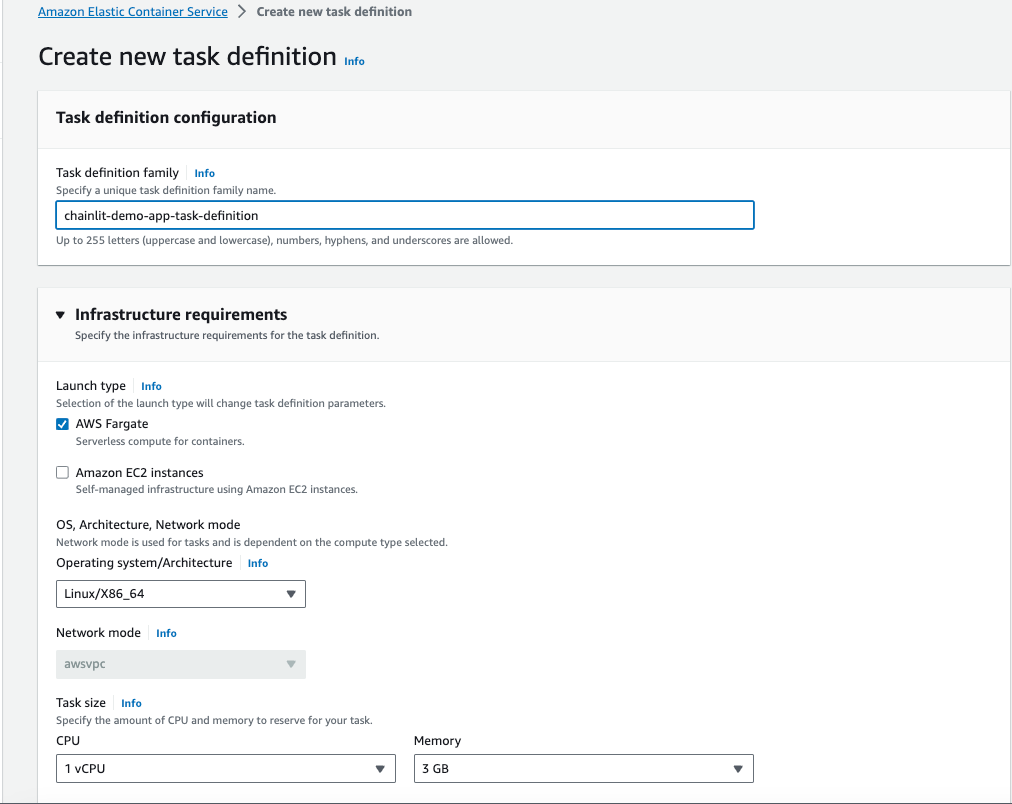 Amazon Elastic Container Service > Create new task definition
Create new task definition Info
Task definition configuration
Task definition family Info
Specify a unique task definition family name.
chainlit-demo-app-task-definition
Up to 255 letters (uppercase and lowercase), numbers, hyphens, and underscores are allowed.
Infrastructure requirements
Specify the infrastructure requirements for the task definition.
Launch type Info
Selection of the launch type will change task definition parameters.
AWS Fargate
Serverless compute for containers.
Amazon EC2 instances
Self-managed infrastructure using Amazon EC2 instances.
OS, Architecture, Network mode
Network mode is used for tasks and is dependent on the compute type selected.
Operating system/Architecture Info
Linux/X86_64
Network mode Info
awsvpc
Task size Info
Specify the amount of CPU and memory to reserve for your task.
CPU Memory
1 vCPU 3 GB